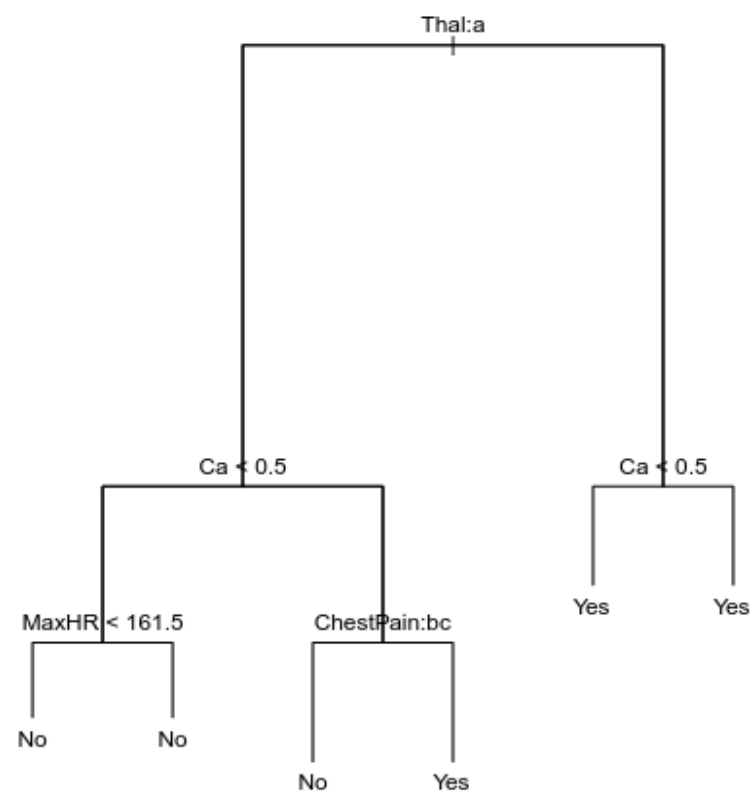 Thal:a
Ca < 0.5
Ca < 0.5
Yes
Yes
MaxHR < 161.5
ChestPain:bc
No
No
No
Yes